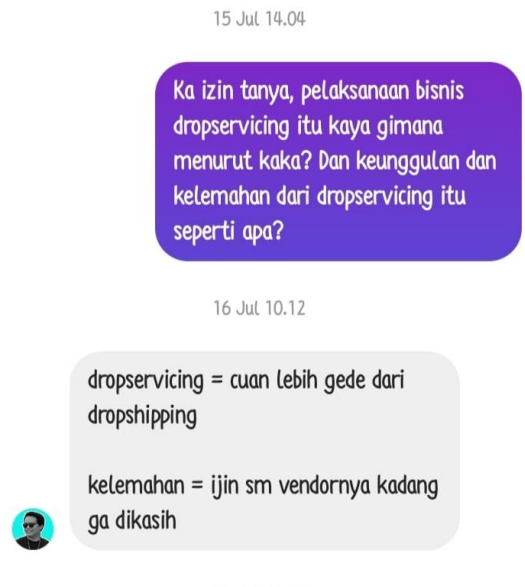 15 Jul 14.04
Ka izin tanya, pelaksanaan bisnis
dropservicing itu kaya gimana
menurut kaka? Dan keunggulan dan
kelemahan dari dropservicing itu
seperti apa?
16 Jul 10.12
dropservicing = cuan lebih gede dari
dropshipping
kelemahan = ijin sm vendornya kadang
ga dikasih